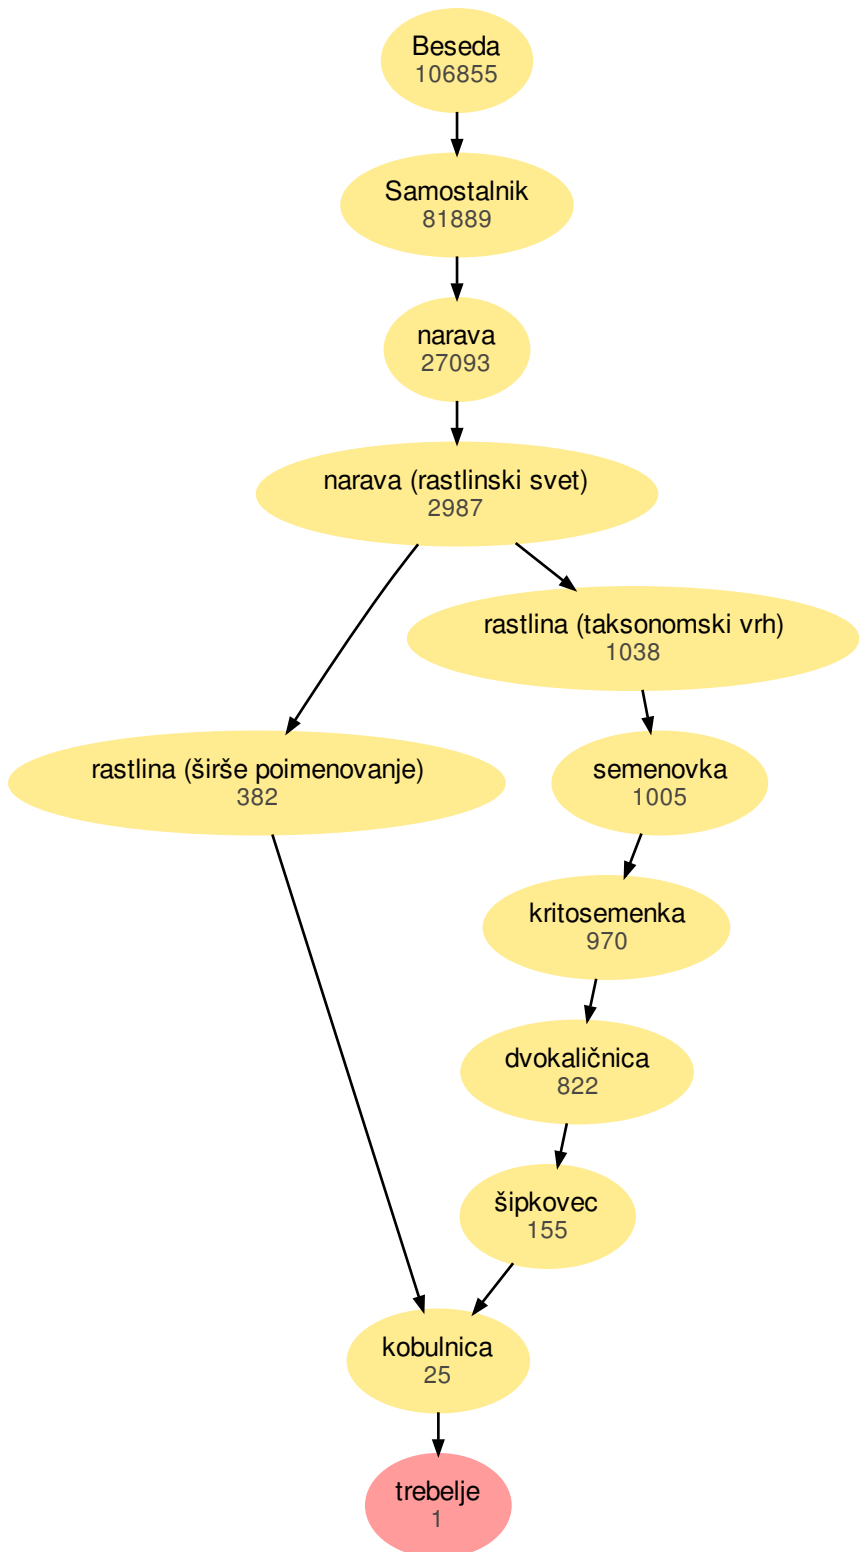 Beseda
106855
Samostalnik
81889
narava
27093
narava (rastlinski svet)
2987
rastlina (taksonomski vrh)
1038
rastlina (širše poimenovanje)
382
semenovka
1005
kritosemenka
970
dvokaličnica
822
šipkovec
155
kobulnica
25
trebelje
1